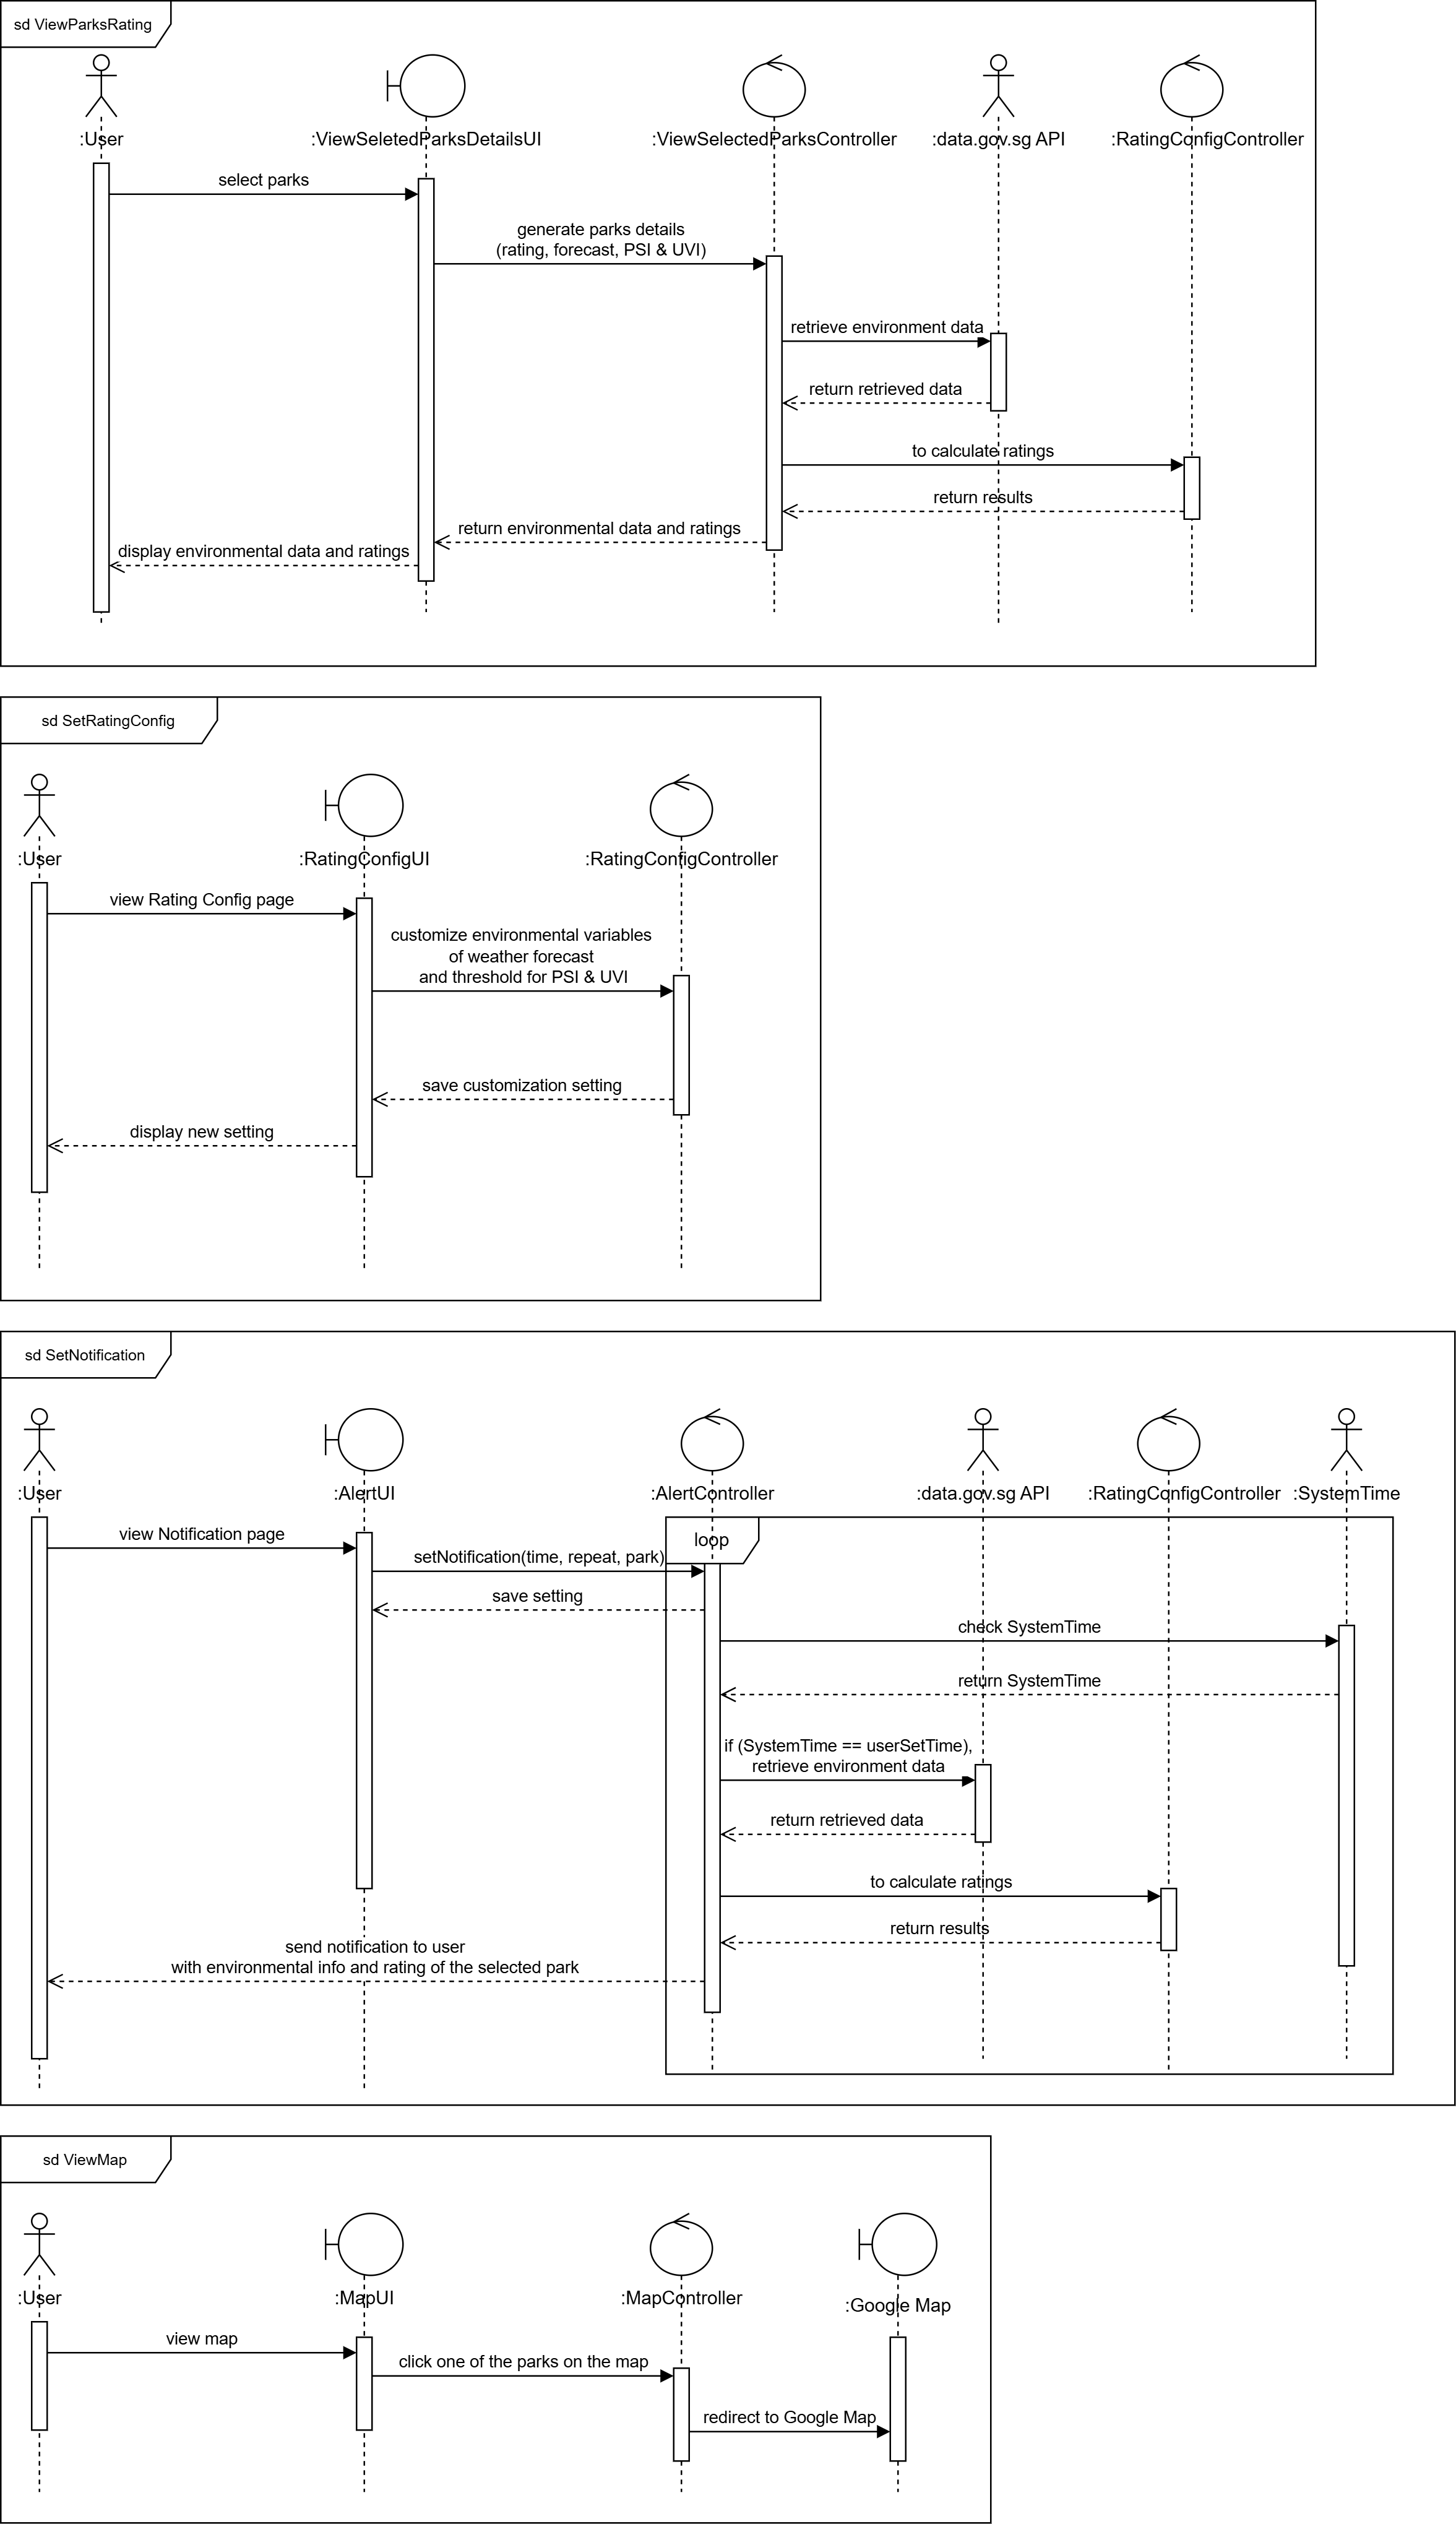 sd ViewParksRating
:User
:ViewSeletedParksDetailsUI
:ViewSelectedParksController
:data.gov.sg API
:RatingConfigController
select parks
generate parks details
(rating, forecast, PSI & UVI)
retrieve environment data
return retrieved data
to calculate ratings
return results
return environmental data and ratings
display environmental data and ratings
sd SetRatingConfig
:User
:RatingConfigUI
:RatingConfigController
view Rating Config page
customize environmental variables
of weather forecast
and threshold for PSI & UVI
save customization setting
display new setting
sd SetNotification
:User
:AlertUI
:AlertController
:data.gov.sg API
:RatingConfigController
:SystemTime
loop
view Notification page
setNotification(time, repeat, park)
save setting
check SystemTime
return SystemTime
if (SystemTime == userSetTime),
retrieve environment data
return retrieved data
to calculate ratings
return results
send notification to user
with environmental info and rating of the selected park
sd ViewMap
:User
:MapUI
:MapController
:Google Map
view map
click one of the parks on the map
redirect to Google Map